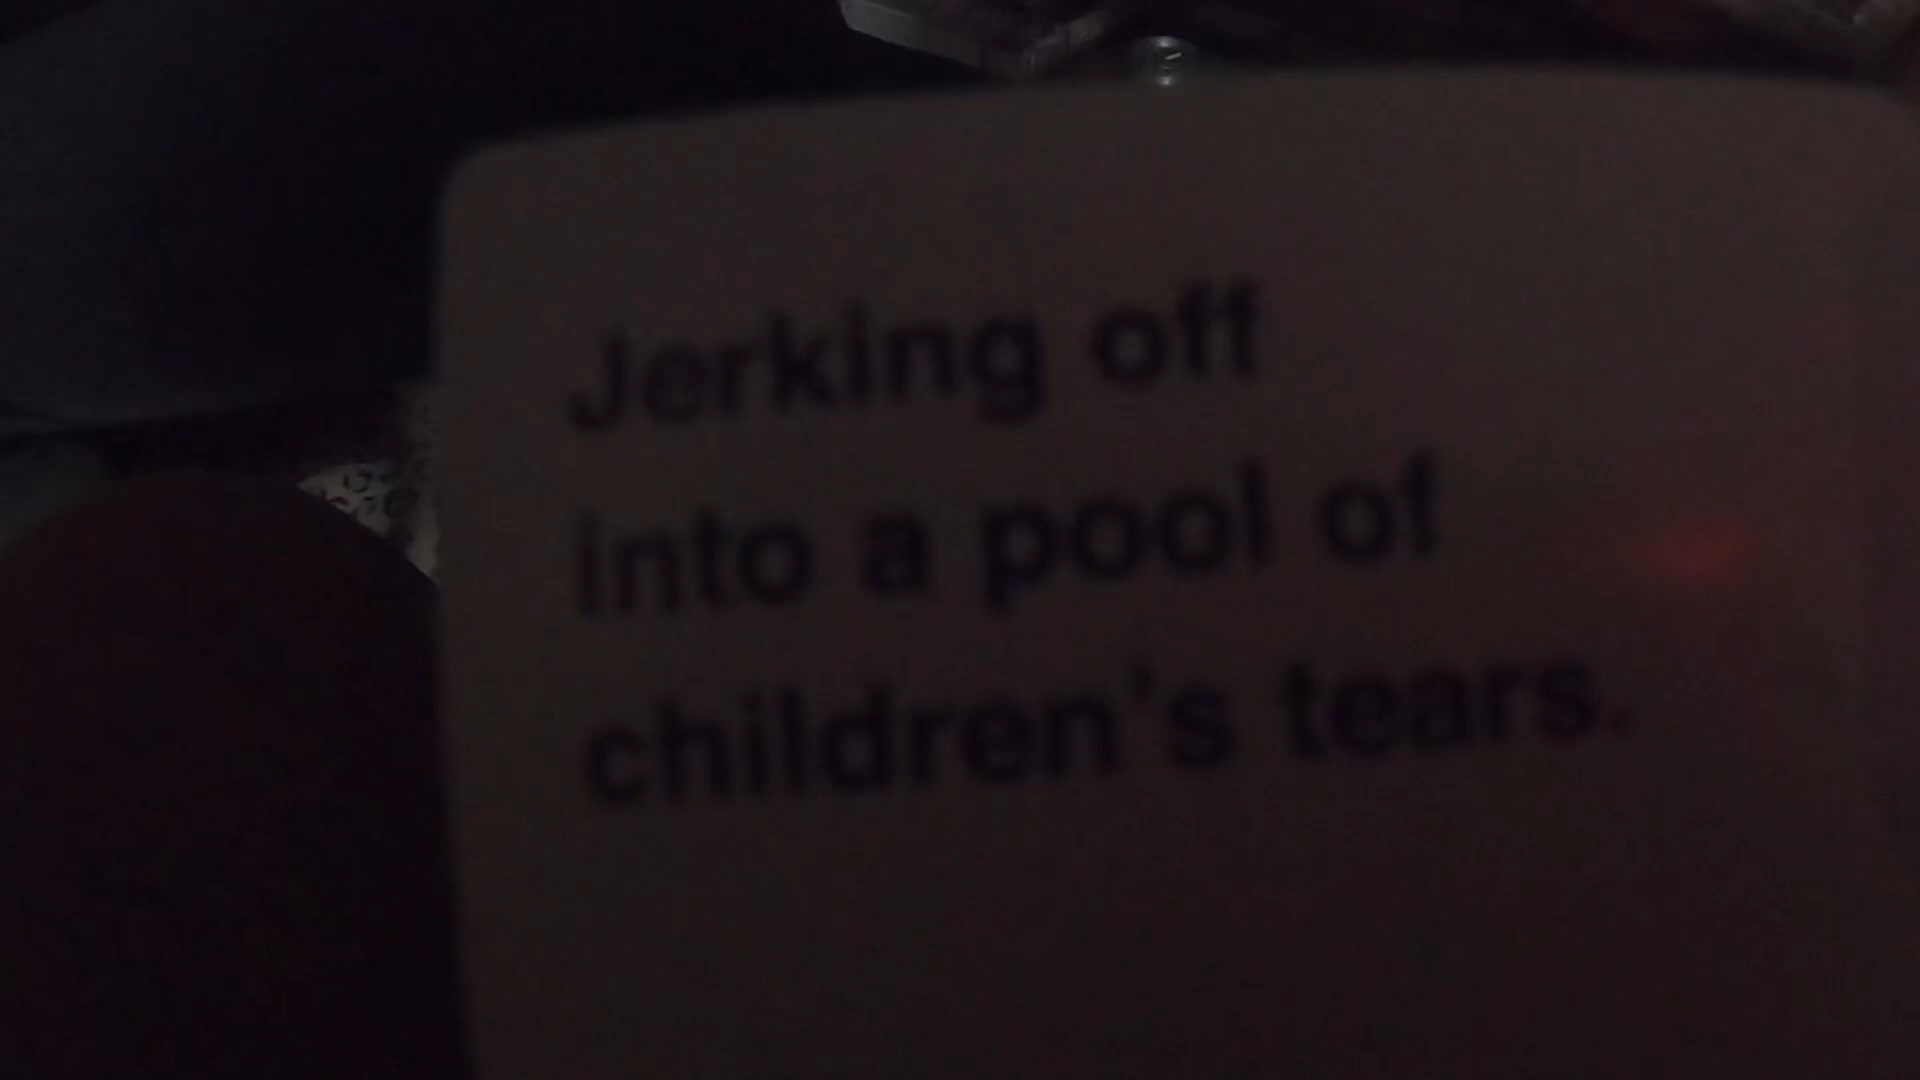 Jerking off
into a pool of
children's tears.